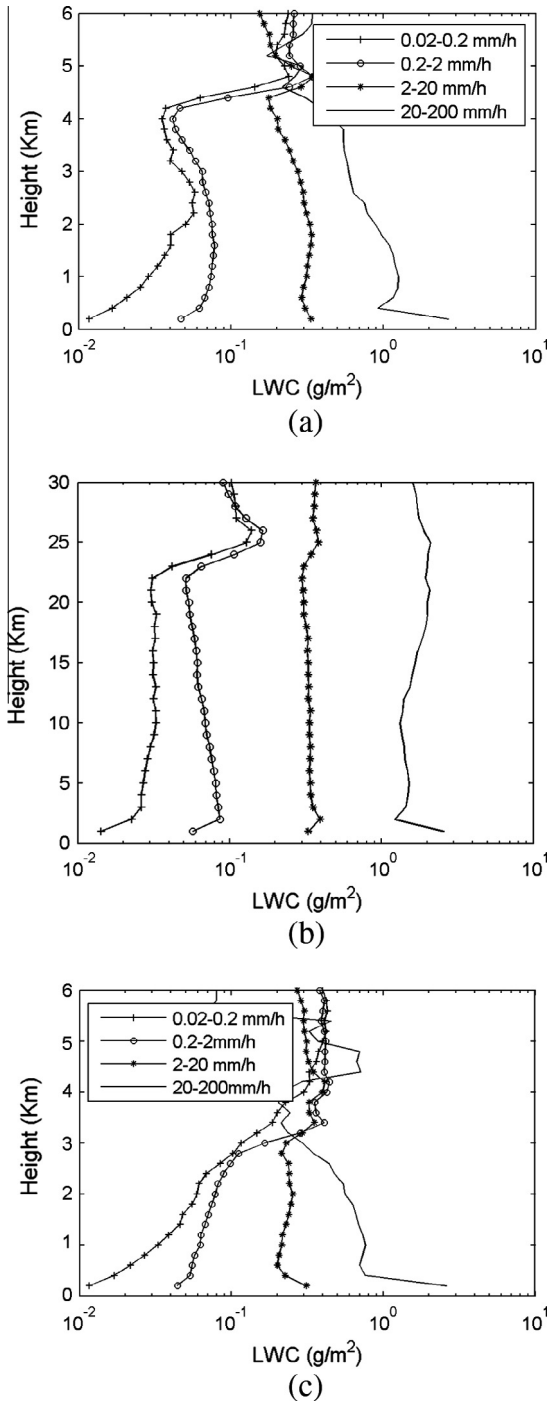 6
5
4
3
2
1
0
Height (Km)
0.02-0.2 mm/h
0.2-2 mm/h
2-20 mm/h
20-200 mm/h
10^-2 10^-1 10^0 10^1
LWC (g/m^2)
(a)
30
25
20
15
10
5
0
Height (Km)
10^-2 10^-1 10^0 10^1
LWC (g/m^2)
(b)
6
5
4
3
2
1
0
Height (Km)
0.02-0.2 mm/h
0.2-2mm/h
2-20 mm/h
20-200mm/h
10^-2 10^-1 10^0 10^1
LWC (g/m^2)
(c)